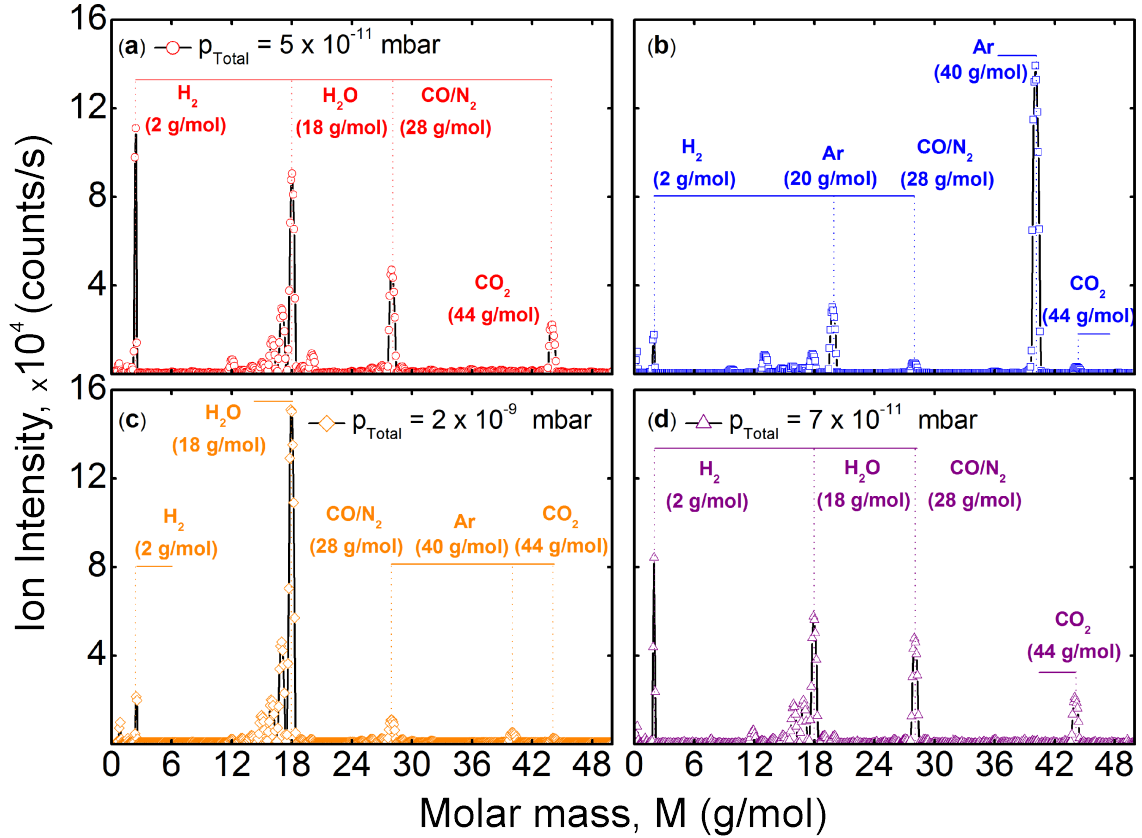 (a) p_Total = 5 x 10^-11 mbar
H2
(2 g/mol)
H2O
(18 g/mol)
CO/N2
(28 g/mol)
CO2
(44 g/mol)
(b)
Ar
(40 g/mol)
H2
(2 g/mol)
Ar
(20 g/mol)
CO/N2
(28 g/mol)
CO2
(44 g/mol)
16
12
8
4
(c) p_Total = 2 x 10^-9 mbar
H2O
(18 g/mol)
H2
(2 g/mol)
CO/N2
(28 g/mol)
Ar
(40 g/mol)
CO2
(44 g/mol)
(d) p_Total = 7 x 10^-11 mbar
H2
(2 g/mol)
H2O
(18 g/mol)
CO/N2
(28 g/mol)
CO2
(44 g/mol)
16
12
8
4
0 6 12 18 24 30 36 42 48
0 6 12 18 24 30 36 42 48
Ion Intensity, x 10^4 (counts/s)
Molar mass, M (g/mol)